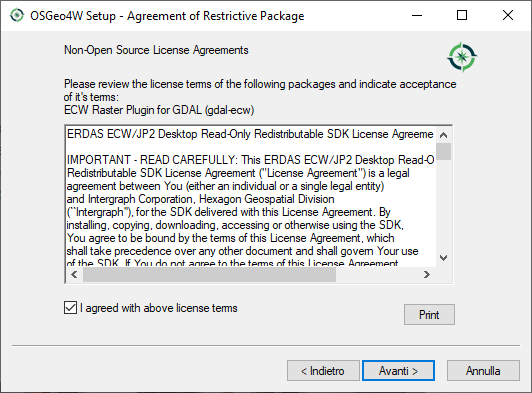 OSGeo4W Setup - Agreement of Restrictive Package
Non-Open Source License Agreements
Please review the license terms of the following packages and indicate acceptance
of it's terms:
ECW Raster Plugin for GDAL (gdal-ecw)
ERDAS ECW/JP2 Desktop Read-Only Redistributable SDK License Agreeme
IMPORTANT - READ CAREFULLY: This ERDAS ECW/JP2 Desktop Read-O
Redistributable SDK License Agreement ("License Agreement") is a legal
agreement between You (either an individual or a single legal entity)
and Intergraph Corporation, Hexagon Geospatial Division
(``Intergraph''), for the SDK delivered with this License Agreement. By
installing, copying, downloading, accessing or otherwise using the SDK,
You agree to be bound by the terms of this License Agreement, which
shall take precedence over any other document and shall govern Your use
of the SDK. If You do not agree to the terms of this License Agreement,
I agreed with above license terms
Print
< Indietro
Avanti >
Annulla